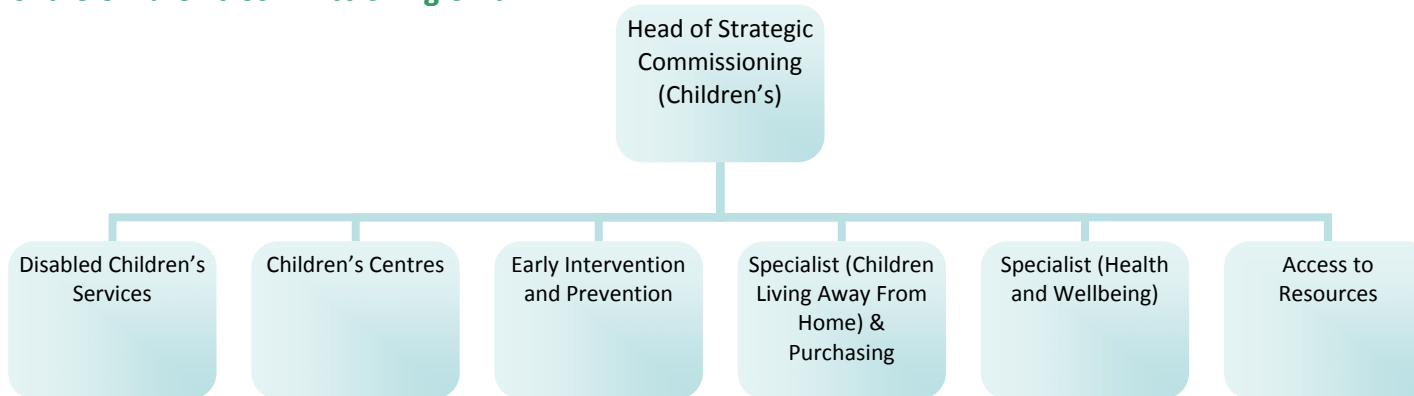 Head of Strategic
Commissioning
(Children’s)
Disabled Children’s
Services
Children’s Centres
Early Intervention
and Prevention
Specialist (Children
Living Away From
Home) &
Purchasing
Specialist (Health
and Wellbeing)
Access to
Resources